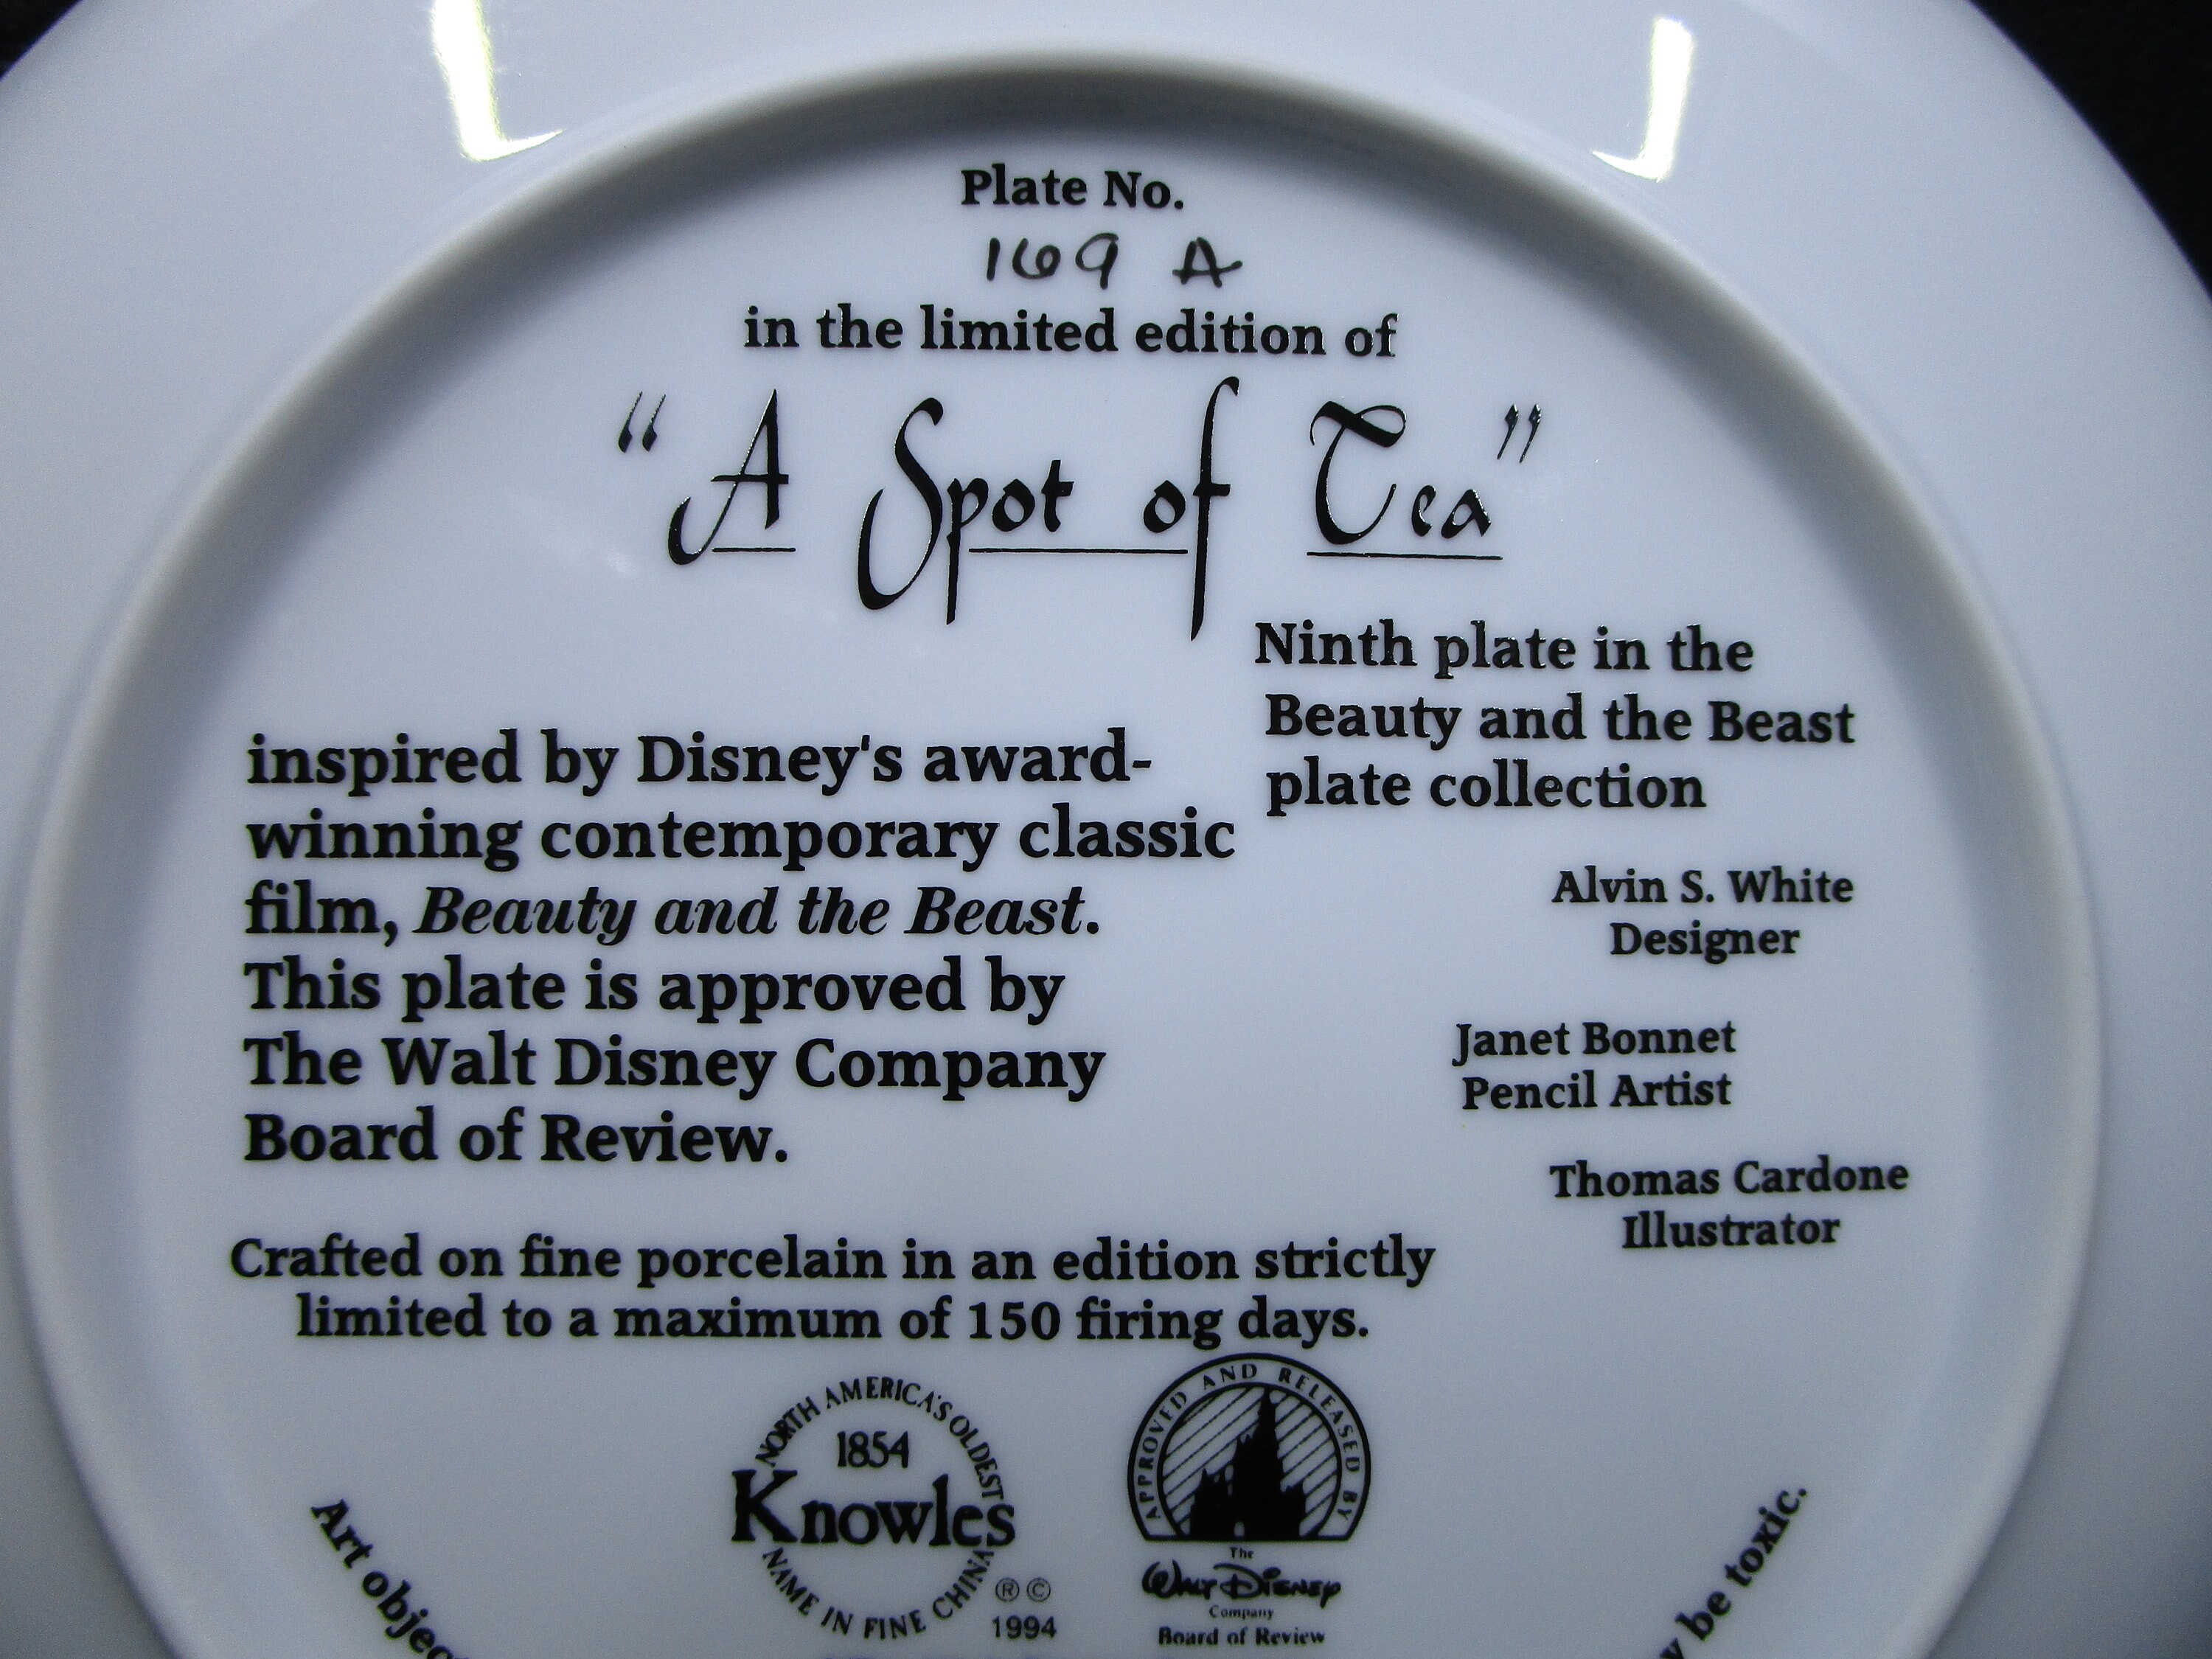 Plate No.
169 A
in the limited edition of
“A Spot of Tea”
Ninth plate in the
Beauty and the Beast
plate collection
inspired by Disney's award-
winning contemporary classic
film, Beauty and the Beast.
This plate is approved by
The Walt Disney Company
Board of Review.
Alvin S. White
Designer
Janet Bonnet
Pencil Artist
Thomas Cardone
Illustrator
Crafted on fine porcelain in an edition strictly
limited to a maximum of 150 firing days.
NORTH AMERICA'S OLDEST
1854
Knowles
NAME IN FINE CHINA
®©
1994
APPROVED AND RELEASED BY
The
Walt Disney
Company
Board of Review
Art
be toxic.